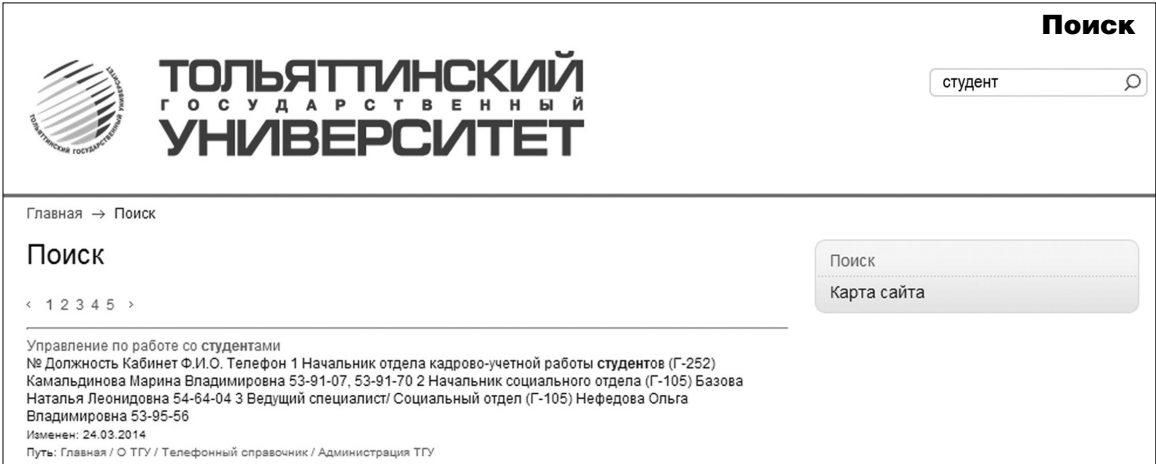 Поиск
ТОЛЬЯТТИНСКИЙ
ГОСУДАРСТВЕННЫЙ
УНИВЕРСИТЕТ
ТОЛЬЯТТИНСКИЙ ГОСУДАРСТВЕННЫЙ УНИВЕРСИТЕТ
студент
Главная → Поиск
Поиск
Поиск
Карта сайта
‹ 1 2 3 4 5 ›
Управление по работе со студентами
№ Должность Кабинет Ф.И.О. Телефон 1 Начальник отдела кадрово-учетной работы студентов (Г-252)
Камальдинова Марина Владимировна 53-91-07, 53-91-70 2 Начальник социального отдела (Г-105) Базова
Наталья Леонидовна 54-64-04 3 Ведущий специалист/ Социальный отдел (Г-105) Нефедова Ольга
Владимировна 53-95-56
Изменен: 24.03.2014
Путь: Главная / О ТГУ / Телефонный справочник / Администрация ТГУ